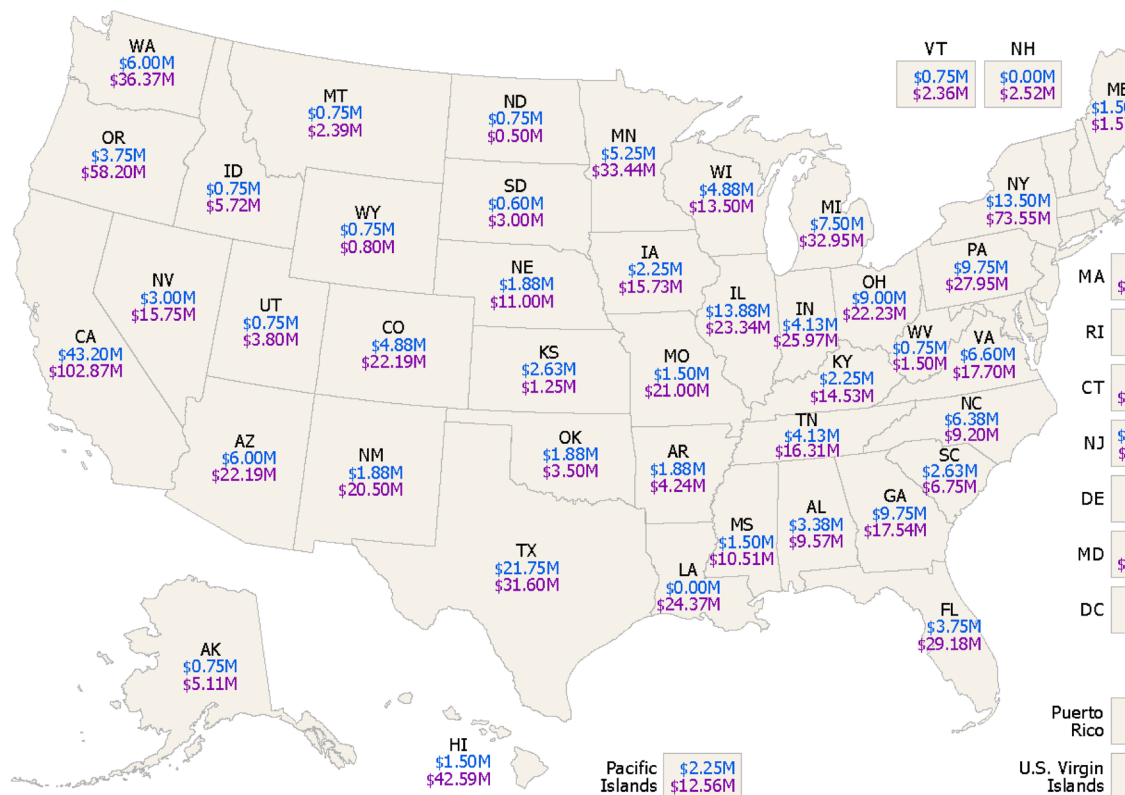 WA
$6.00M
$36.37M
OR
$3.75M
$58.20M
CA
$43.20M
$102.87M
NV
$3.00M
$15.75M
ID
$0.75M
$5.72M
MT
$0.75M
$2.39M
WY
$0.75M
$0.80M
UT
$0.75M
$3.80M
CO
$4.88M
$22.19M
AZ
$6.00M
$22.19M
NM
$1.88M
$20.50M
ND
$0.75M
$0.50M
SD
$0.60M
$3.00M
NE
$1.88M
$11.00M
KS
$2.63M
$1.25M
OK
$1.88M
$3.50M
TX
$21.75M
$31.60M
MN
$5.25M
$33.44M
IA
$2.25M
$15.73M
MO
$1.50M
$21.00M
AR
$1.88M
$4.24M
LA
$0.00M
$24.37M
WI
$4.88M
$13.50M
IL
$13.88M
$23.34M
MI
$7.50M
$32.95M
IN
$4.13M
$25.97M
OH
$9.00M
$22.23M
KY
$2.25M
$14.53M
TN
$4.13M
$16.31M
MS
$1.50M
$10.51M
AL
$3.38M
$9.57M
GA
$9.75M
$17.54M
FL
$3.75M
$29.18M
SC
$2.63M
$6.75M
NC
$6.38M
$9.20M
VA
$6.60M
$17.70M
WV
$0.75M
$1.50M
PA
$9.75M
$27.95M
NY
$13.50M
$73.55M
VT
$0.75M
$2.36M
NH
$0.00M
$2.52M
MA
RI
CT
NJ
DE
MD
DC
Puerto
Rico
U.S. Virgin
Islands
AK
$0.75M
$5.11M
HI
$1.50M
$42.59M
Pacific
Islands
$2.25M
$12.56M